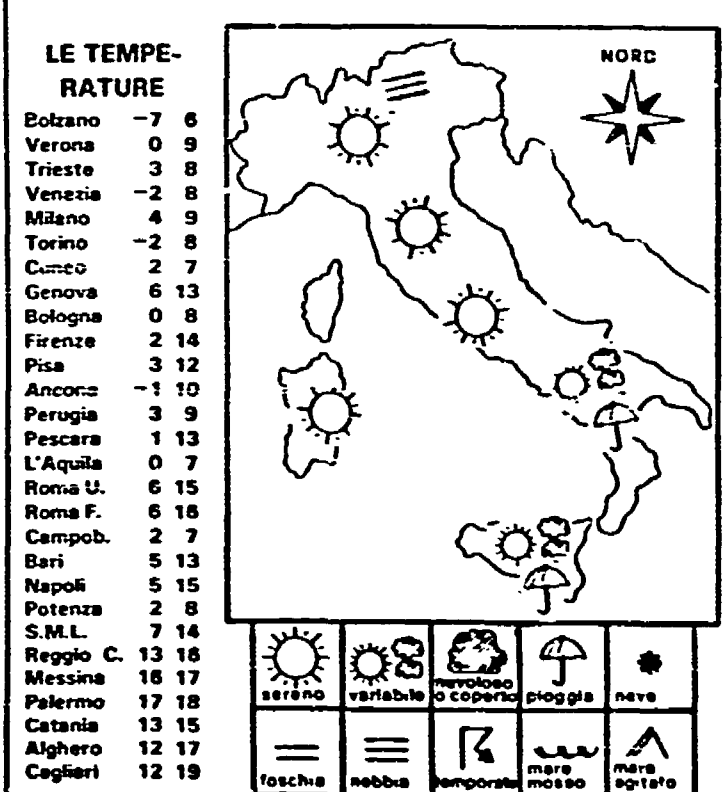 LE TEMPE-
RATURE
Bolzano -7 6
Verona 0 9
Trieste 3 8
Venezia -2 8
Milano 4 9
Torino -2 8
Cuneo 2 7
Genova 6 13
Bologna 0 8
Firenze 2 14
Pisa 3 12
Ancona -1 10
Perugia 3 9
Pescara 1 13
L'Aquila 0 7
Roma U. 6 15
Roma F. 6 16
Campob. 2 7
Bari 5 13
Napoli 5 15
Potenza 2 8
S.M.L. 7 14
Reggio C. 13 16
Messina 16 17
Palermo 17 18
Catania 13 15
Alghero 12 17
Cagliari 12 19
NORD
sereno
variabile
nuvoloso
o coperto
pioggia
neve
foschia
nebbia
temporale
mare
mosso
mare
agitato